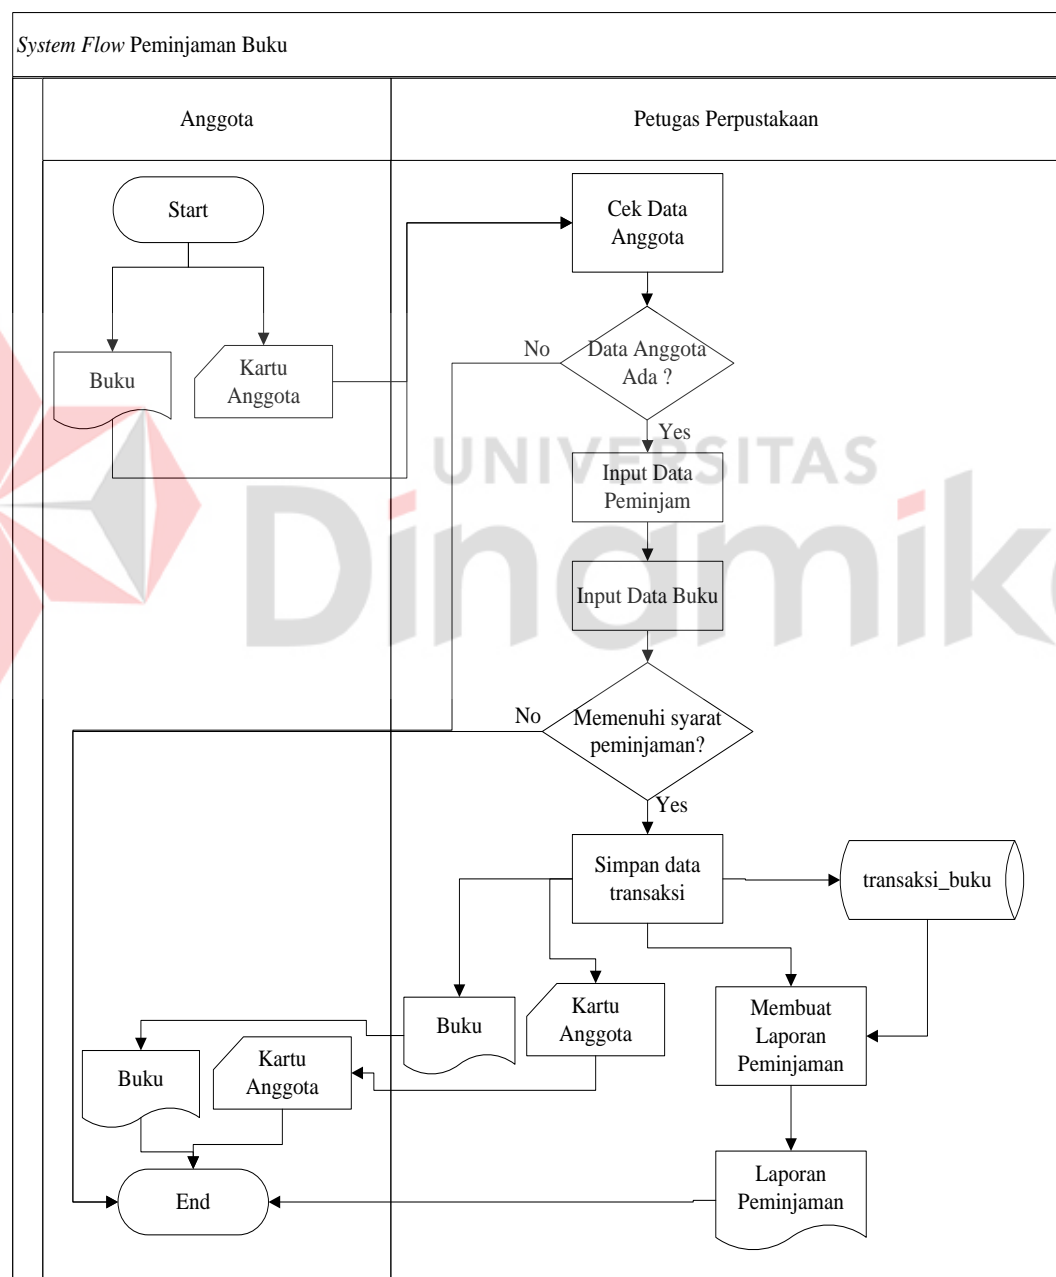 System Flow Peminjaman Buku
Anggota
Petugas Perpustakaan
Start
Cek Data
Anggota
Buku
Kartu
Anggota
No
Data Anggota
Ada ?
Yes
UNIVERSITAS
Dinamika
Input Data
Peminjam
Input Data Buku
No
Memenuhi syarat
peminjaman?
Yes
Simpan data
transaksi
transaksi_buku
Buku
Kartu
Anggota
Membuat
Laporan
Peminjaman
Buku
Kartu
Anggota
End
Laporan
Peminjaman